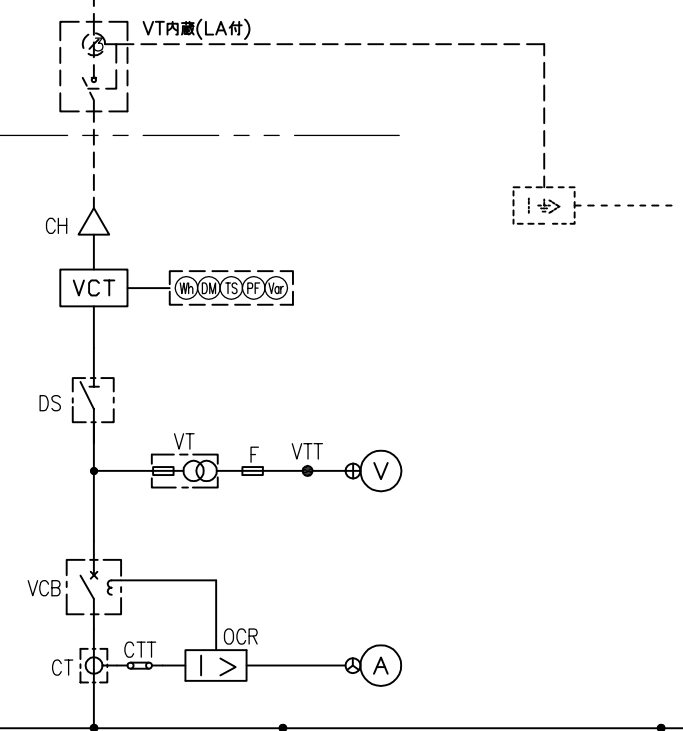 VT内蔵(LA付)
I >
CH
VCT
Wh DM TS PF Var
DS
VT
F
VTT
V
VCB
OCR
CTT
CT
I >
A